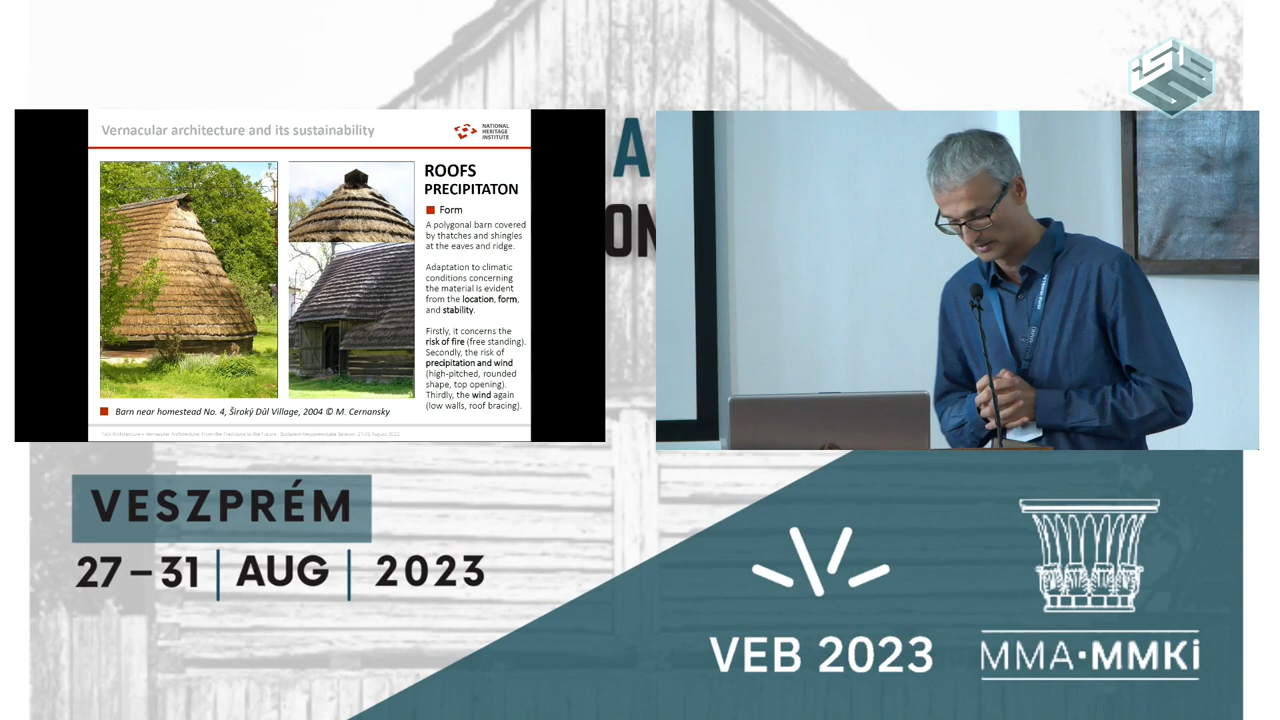 A
ON
Vernacular architecture and its sustainability
NATIONAL
HERITAGE
INSTITUTE
ROOFS
PRECIPITATON
Form
A polygonal barn covered
by thatches and shingles
at the eaves and ridge.
Adaptation to climatic
conditions concerning
the material is evident
from the location, form,
and stability.
Firstly, it concerns the
risk of fire (free standing).
Secondly, the risk of
precipitation and wind
(high-pitched, rounded
shape, top opening).
Thirdly, the wind again
(low walls, roof bracing).
Barn near homestead No. 4, Široký Důl Village, 2004 © M. Cernansky
VESZPRÉM
27–31 | AUG | 2023
VEB 2023
MMA·MMKi